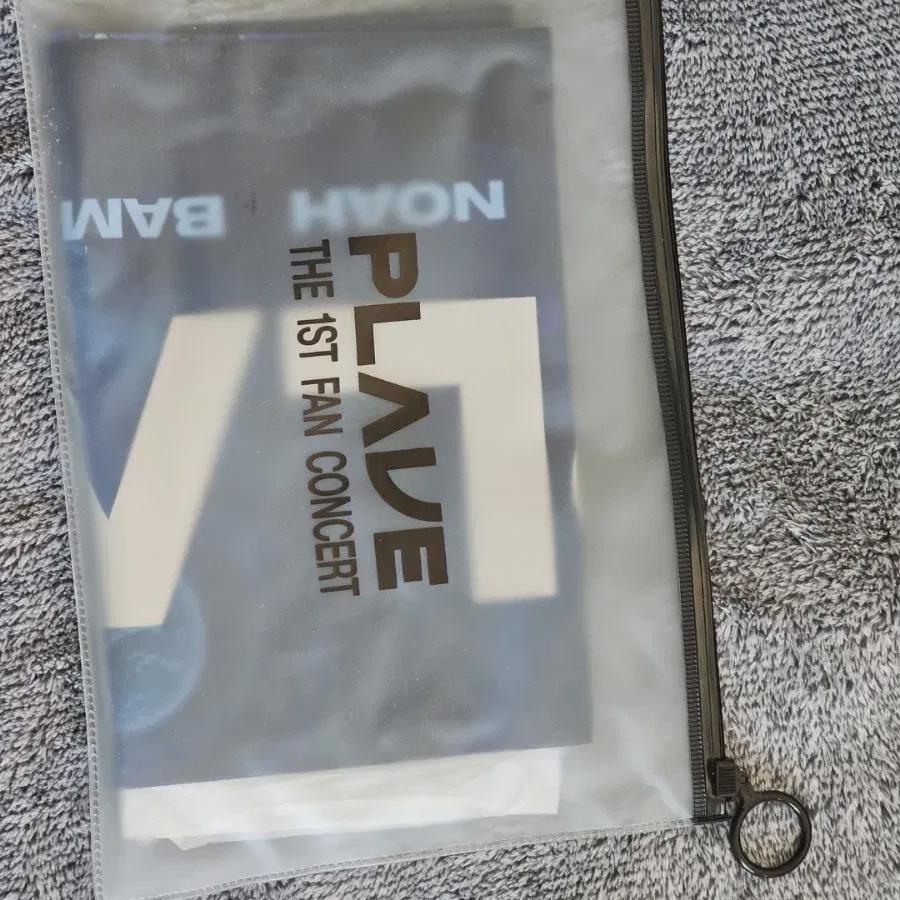 PLAVE
THE 1ST FAN CONCERT
NOAH
BAM